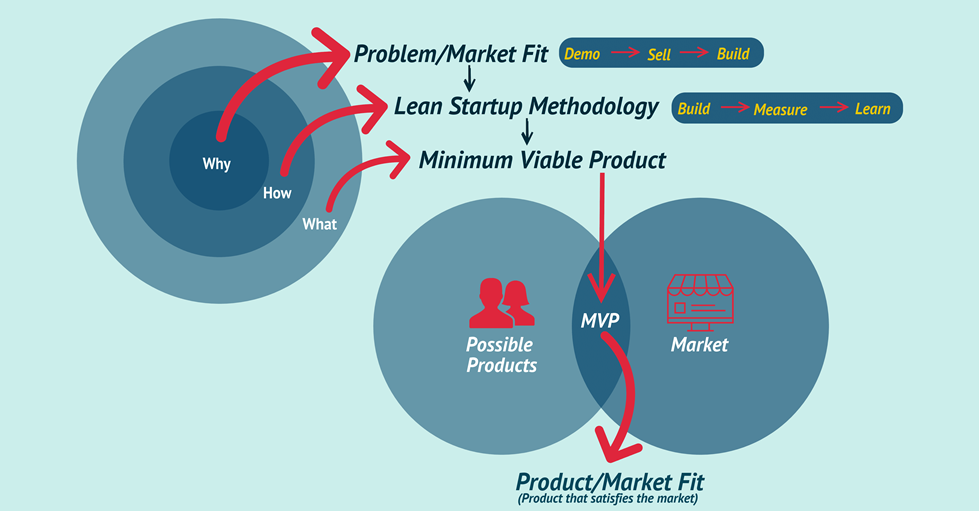 Problem/Market Fit
Demo Sell Build
Lean Startup Methodology
Build Measure Learn
Minimum Viable Product
Why
How
What
Possible
Products
MVP
Market
Product/Market Fit
(Product that satisfies the market)